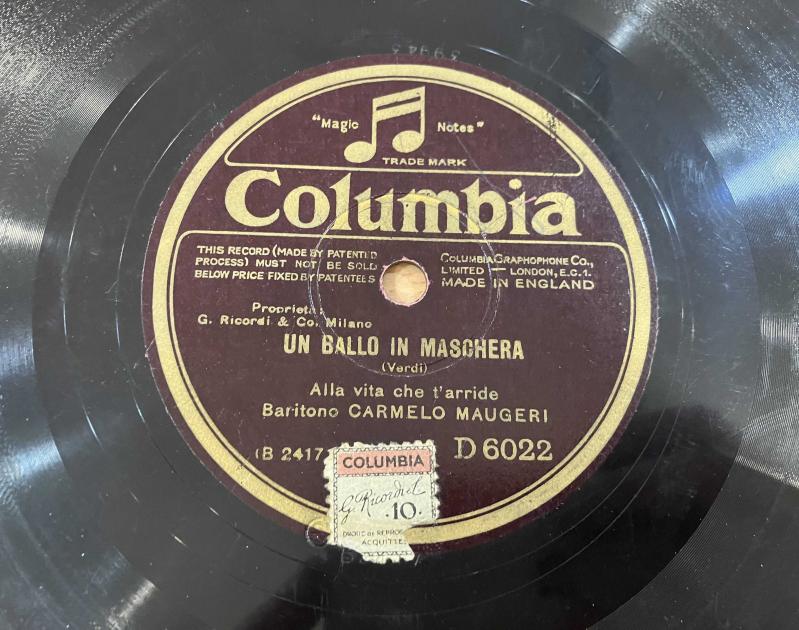 "Magic Notes"
TRADE MARK
Columbia
THIS RECORD (MADE BY PATENTED
PROCESS) MUST NOT BE SOLD
BELOW PRICE FIXED BY PATENTEES
COLUMBIA GRAPHOPHONE CO.,
LIMITED — LONDON, E.C.1.
MADE IN ENGLAND
Proprieta:
G. Ricordi & Co. Milano
UN BALLO IN MASCHERA
(Verdi)
Alla vita che t'arride
Baritono CARMELO MAUGERI
(B 2417
D 6022
COLUMBIA
G. Ricordi
.10.
ACQUITTE